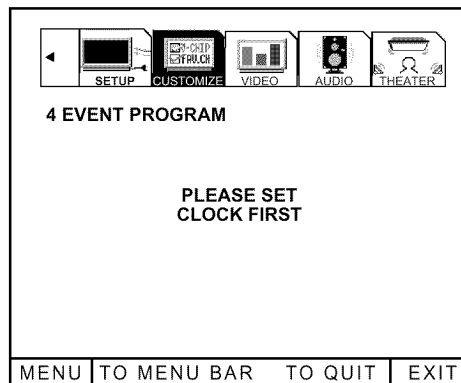 V-CHIP
FAV.CH
SETUP CUSTOMIZE VIDEO AUDIO THEATER
4 EVENT PROGRAM
PLEASE SET
CLOCK FIRST
MENU TO MENU BAR TO QUIT EXIT